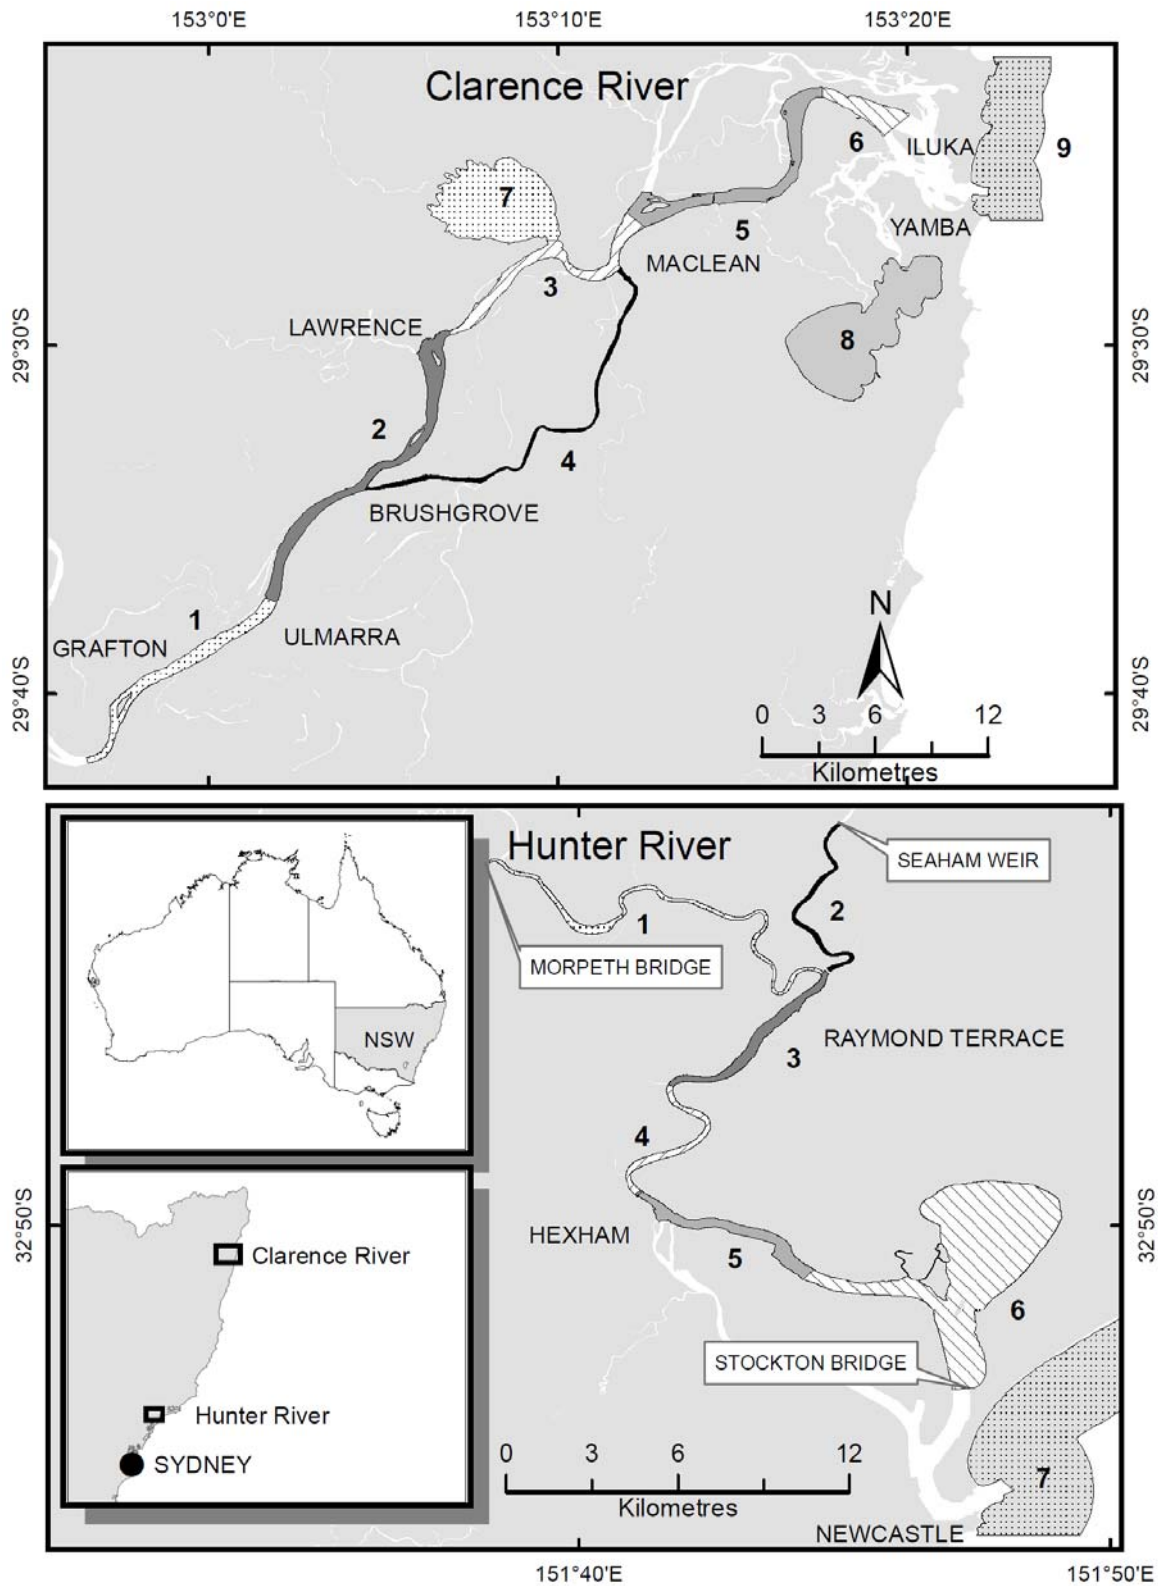 153°0'E
153°10'E
153°20'E
Clarence River
6
ILUKA
9
7
YAMBA
5
MACLEAN
3
LAWRENCE
8
29°30'S
29°30'S
2
4
BRUSHGROVE
N
1
ULMARRA
GRAFTON
29°40'S
29°40'S
0 3 6 12
Kilometres
Hunter River
SEAHAM WEIR
1
2
MORPETH BRIDGE
NSW
RAYMOND TERRACE
3
4
32°50'S
32°50'S
HEXHAM
5
Clarence River
6
STOCKTON BRIDGE
Hunter River
SYDNEY
0 3 6 12
Kilometres
7
NEWCASTLE
151°40'E
151°50'E